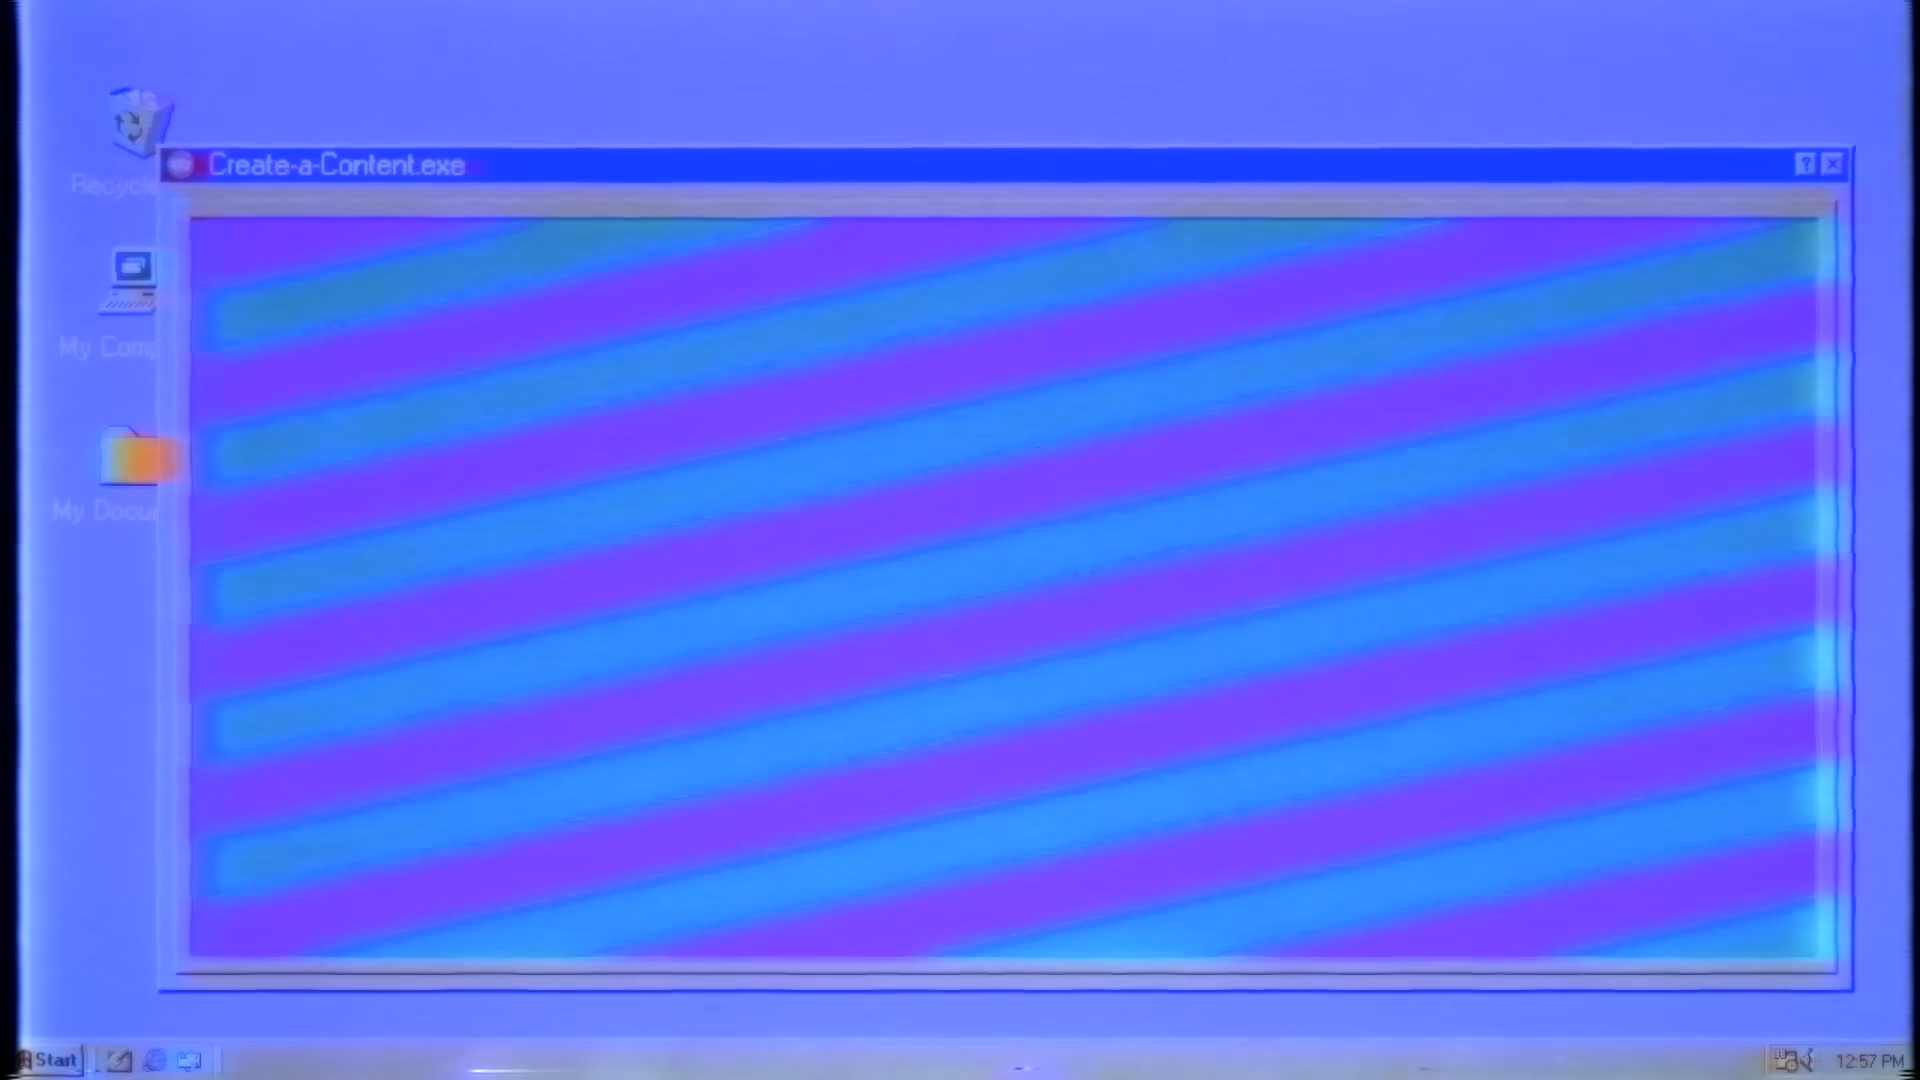 Create-a-Content.exe
Recycle
My Comp
My Docu
Start
12:57 PM